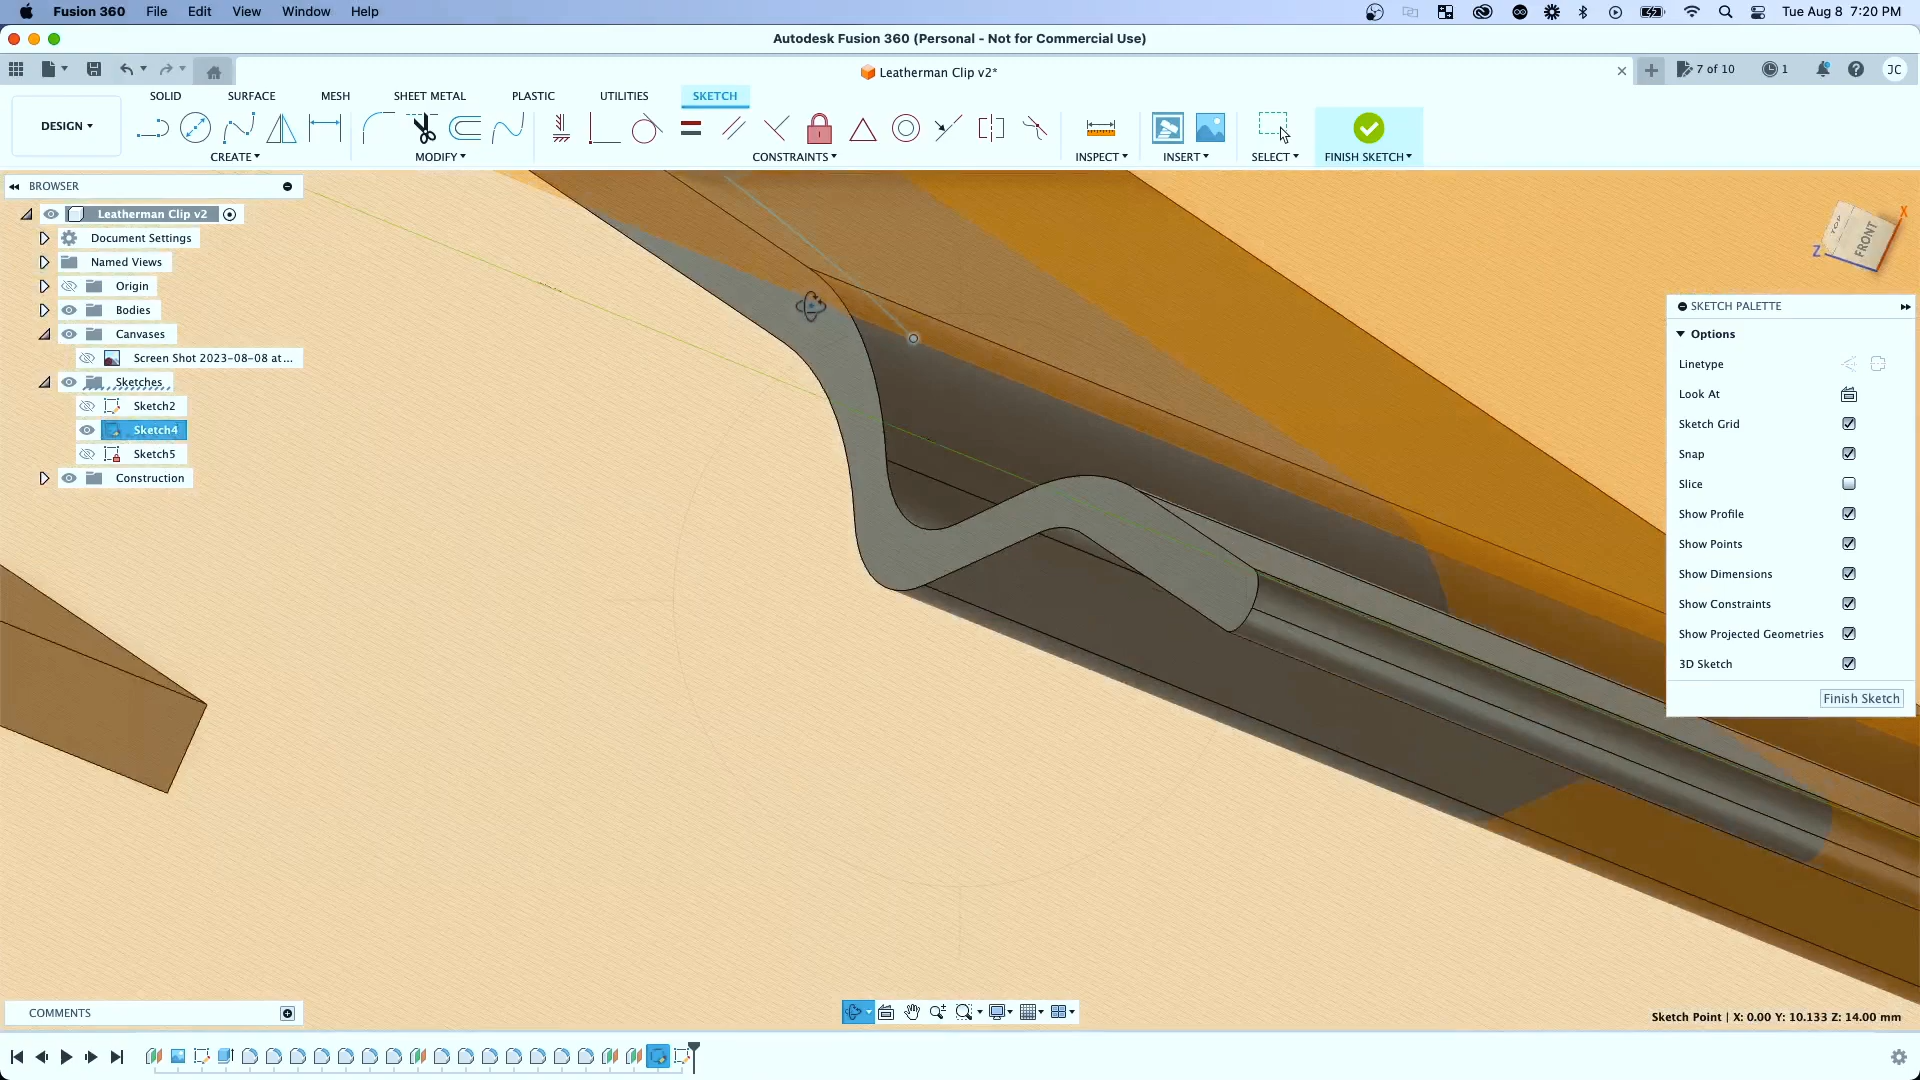 Fusion 360 File Edit View Window Help Tue Aug 8 7:20 PM
Autodesk Fusion 360 (Personal - Not for Commercial Use)
Leatherman Clip v2* 7 of 10 1 JC
SOLID SURFACE MESH SHEET METAL PLASTIC UTILITIES SKETCH
DESIGN
CREATE MODIFY CONSTRAINTS INSPECT INSERT SELECT FINISH SKETCH
BROWSER
Leatherman Clip v2
Document Settings
Named Views
Origin
Bodies
Canvases
Screen Shot 2023-08-08 at...
Sketches
Sketch2
Sketch4
Sketch5
Construction
X
TOP
FRONT
Z
SKETCH PALETTE
Options
Linetype
Look At
Sketch Grid
Snap
Slice
Show Profile
Show Points
Show Dimensions
Show Constraints
Show Projected Geometries
3D Sketch
Finish Sketch
COMMENTS
Sketch Point | X: 0.00 Y: 10.133 Z: 14.00 mm